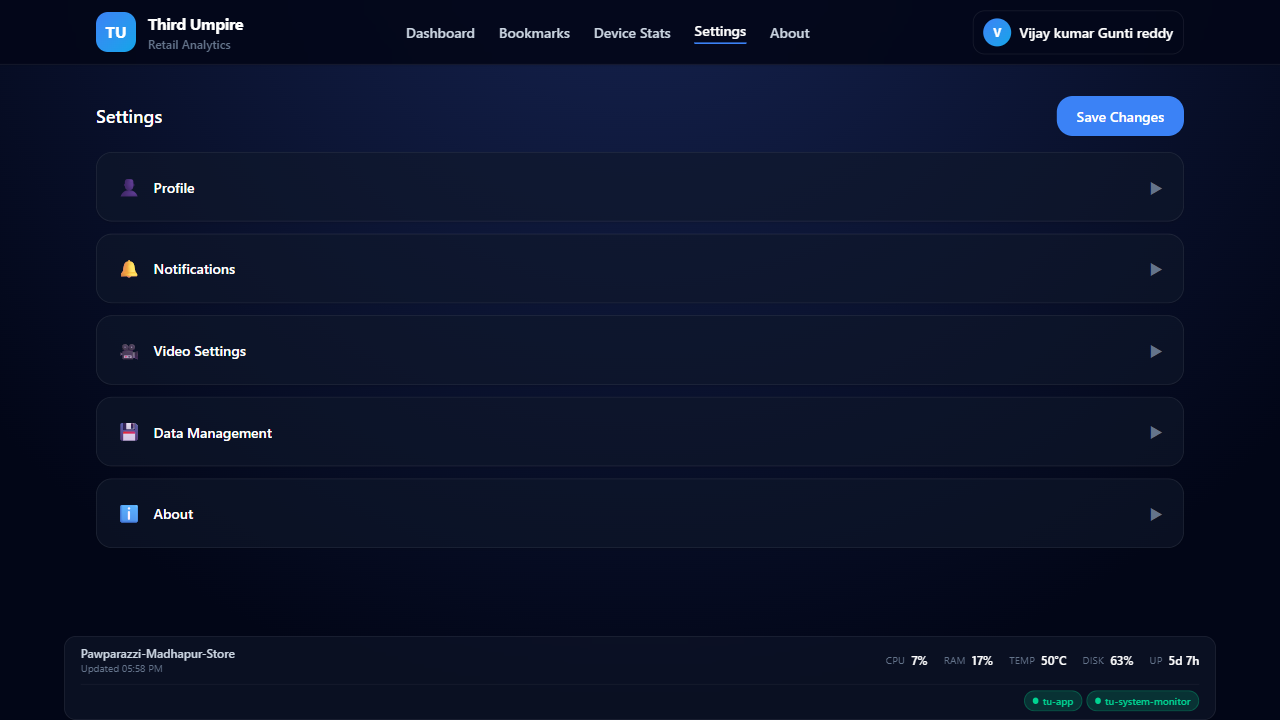 TU
Third Umpire
Retail Analytics
Dashboard
Bookmarks
Device Stats
Settings
About
V
Vijay kumar Gunti reddy
Settings
Save Changes
Profile
Notifications
Video Settings
Data Management
About
Pawparazzi-Madhapur-Store
Updated 05:58 PM
CPU 7%
RAM 17%
TEMP 50°C
DISK 63%
UP 5d 7h
tu-app
tu-system-monitor